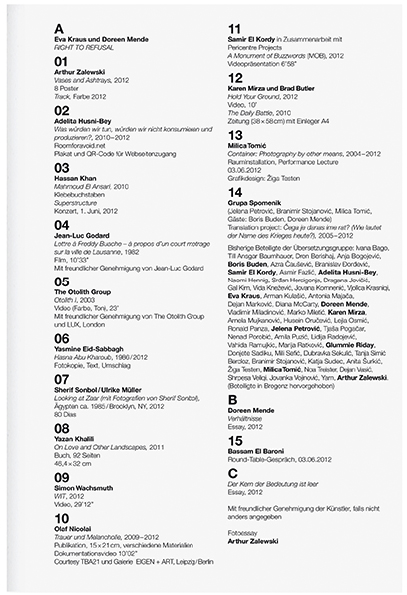 A
Eva Kraus und Doreen Mende
RIGHT TO REFUSAL
01
Arthur Zalewski
Vases and Ashtrays, 2012
8 Poster
Track, Farbe 2012
02
Adelita Husni-Bey
Was würden wir tun, würden wir nicht konsumieren und
produzieren?, 2010–2012
Roomforavoid.net
Plakat und QR-Code für Webseitenzugang
03
Hassan Khan
Mahmoud El Ansari, 2010
Klebebuchstaben
Superstructure
Konzert, 1. Juni, 2012
04
Jean-Luc Godard
Lettre à Freddy Buache – à propos d'un court métrage
sur la ville de Lausanne, 1982
Film, 10'33"
Mit freundlicher Genehmigung von Jean-Luc Godard
05
The Otolith Group
Otolith I, 2003
Video (Farbe, Ton), 23'
Mit freundlicher Genehmigung von The Otolith Group
und LUX, London
06
Yasmine Eid-Sabbagh
Hasna Abu Kharoub, 1986/2012
Fotokopie, Text, Umschlag
07
Sherif Sonbol/Ulrike Müller
Looking at Zaar (mit Fotografien von Sherif Sonbol),
Ägypten ca. 1985/Brooklyn, NY, 2012
80 Dias
08
Yazan Khalili
On Love and Other Landscapes, 2011
Buch, 92 Seiten
46,4 × 32 cm
09
Simon Wachsmuth
WIT, 2012
Video, 29'12"
10
Olaf Nicolai
Trauer und Melancholie, 2009–2012
Publikation, 15 × 21 cm, verschiedene Materialien
Dokumentationsvideo 10'02"
Courtesy TBA21 und Galerie EIGEN + ART, Leipzig/Berlin
11
Samir El Kordy in Zusammenarbeit mit
Pericentre Projects
A Monument of Buzzwords (MOB), 2012
Videopräsentation 6'58"
12
Karen Mirza und Brad Butler
Hold Your Ground, 2012
Video, 10'
The Daily Battle, 2010
Zeitung (38 × 58 cm) mit Einleger A4
13
Milica Tomić
Container: Photography by other means, 2004–2012
Rauminstallation, Performance Lecture
03.06.2012
Grafikdesign: Žiga Testen
14
Grupa Spomenik
(Jelena Petrović, Branimir Stojanović, Milica Tomić,
Gäste: Boris Buden, Doreen Mende)
Translation project: Čega je danas ime rat? (Wie lautet
der Name des Krieges heute?), 2005–2012
Bisherige Beteiligte der Übersetzungsgruppe: Ivana Bago,
Till Ansgar Baumhauer, Dren Berishaj, Anja Bogojević,
Boris Buden, Azra Čaušević, Branislav Dorđević,
Samir El Kordy, Asmir Fazlić, Adelita Husni-Bey,
Naomi Hennig, Srđan Hercigonja, Dragana Jovičić,
Gal Kirn, Vida Knežević, Jovana Komnenić, Vjolica Krasniqi,
Eva Kraus, Arman Kulašić, Antonia Majača,
Dejan Marković, Diana McCarty, Doreen Mende,
Vladimir Miladinović, Marko Miletić, Karen Mirza,
Amela Mujkanović, Husein Oručević, Lejla Osmić,
Ronald Panza, Jelena Petrović, Tjaša Pogačar,
Nenad Porobić, Amila Puzić, Lidija Radojević,
Vahida Ramujkic, Marija Ratković, Glummie Riday,
Donjete Sadiku, Mili Sefić, Dubravka Sekulić, Tanja Simić
Berclaz, Branimir Stojanović, Katja Sudec, Anita Šurkić,
Žiga Testen, Milica Tomić, Noa Treister, Dejan Vasić,
Shrpesa Veliqi, Jovanka Vojnović, Yarn, Arthur Zalewski.
(Beteiligte in Bregenz hervorgehoben)
B
Doreen Mende
Verhältnisse
Essay, 2012
15
Bassam El Baroni
Round-Table-Gespräch, 03.06.2012
C
Der Kern der Bedeutung ist leer
Essay, 2012
Mit freundlicher Genehmigung der Künstler, falls nicht
anders angegeben
Fotoessay
Arthur Zalewski